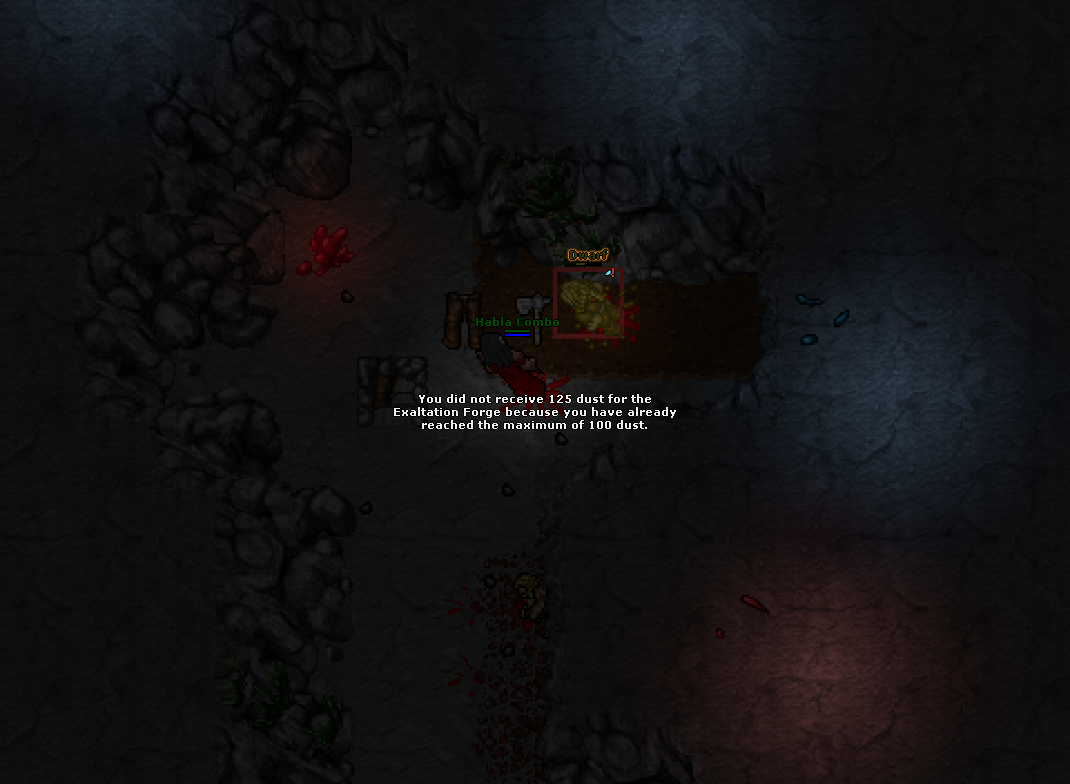 Dwarf
Habla Combo
You did not receive 125 dust for the
Exaltation Forge because you have already
reached the maximum of 100 dust.